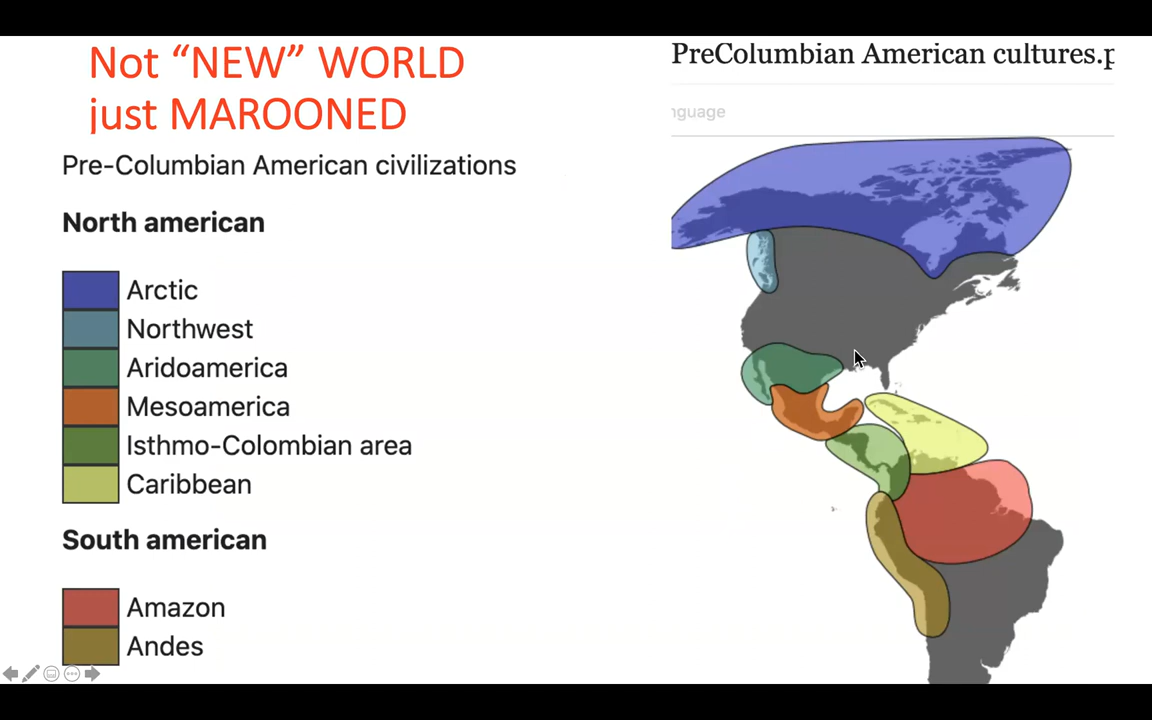 Not “NEW” WORLD
just MAROONED
PreColumbian American cultures.p
nguage
Pre-Columbian American civilizations
North american
Arctic
Northwest
Aridoamerica
Mesoamerica
Isthmo-Colombian area
Caribbean
South american
Amazon
Andes